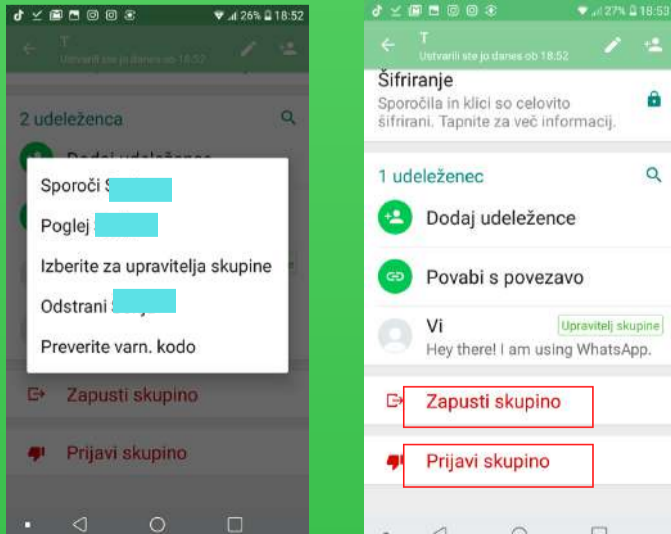 26% 18:52
T
Ustvarili ste jo danes ob 18:52
2 udeleženca
Dodaj udeležence
Sporoči S
Poglej
Izberite za upravitelja skupine
Odstrani
Preverite varn. kodo
Zapusti skupino
Prijavi skupino
27% 18:53
T
Ustvarili ste jo danes ob 18:52
Šifriranje
Sporočila in klici so celovito
šifrirani. Tapnite za več informacij.
1 udeleženec
Dodaj udeležence
Povabi s povezavo
Vi
Upravitelj skupine
Hey there! I am using WhatsApp.
Zapusti skupino
Prijavi skupino